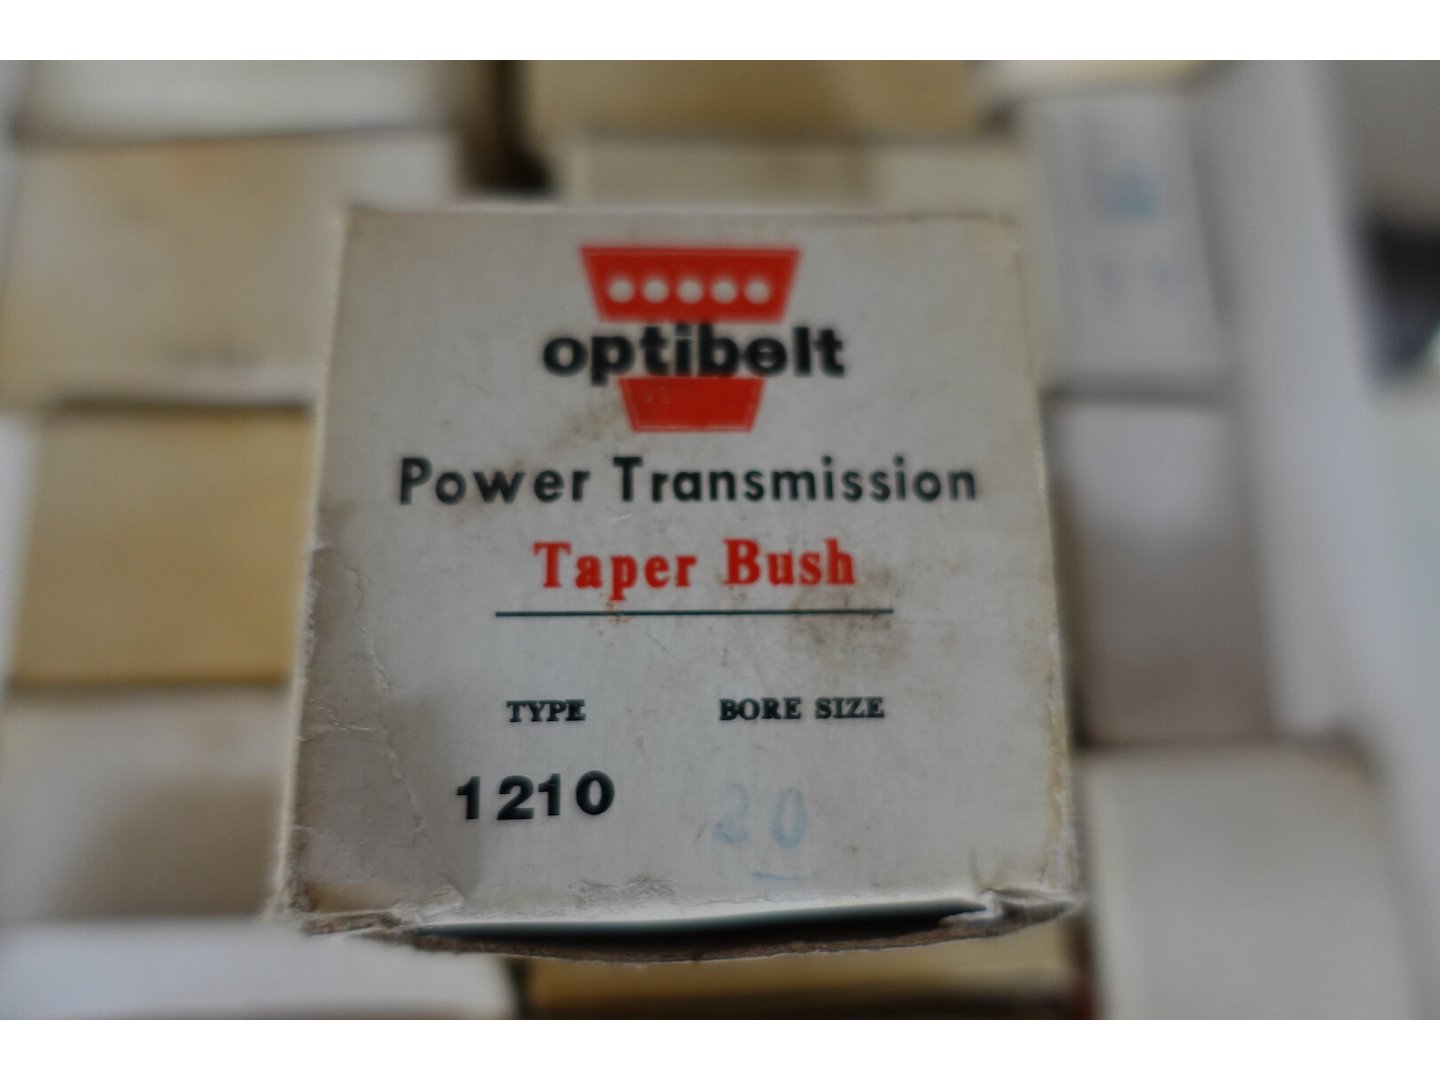 optibelt
Power Transmission
Taper Bush
TYPE BORE SIZE
1210 20